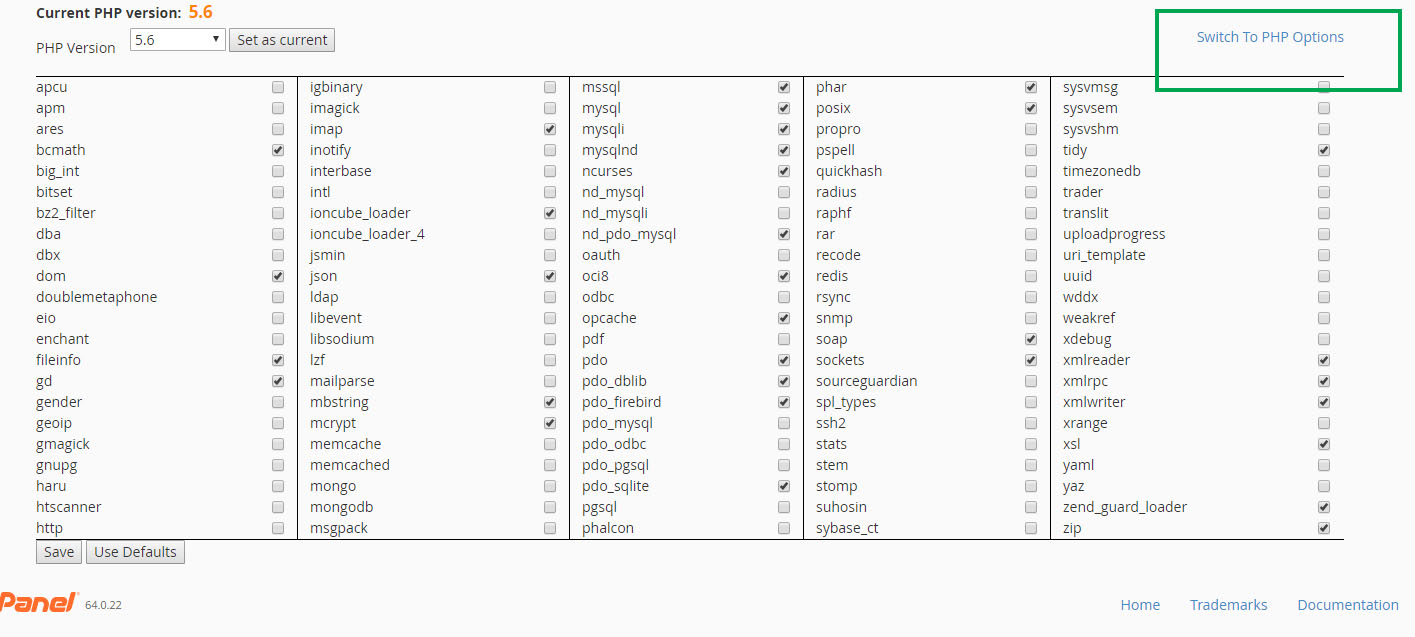 Current PHP version: 5.6
PHP Version 5.6 Set as current
Switch To PHP Options
apcu igbinary mssql phar sysvmsg
apm imagick mysql posix sysvsem
ares imap mysqli propro sysvshm
bcmath inotify mysqlnd pspell tidy
big_int interbase ncurses quickhash timezonedb
bitset intl nd_mysql radius trader
bz2_filter ioncube_loader nd_mysqli raphf translit
dba ioncube_loader_4 nd_pdo_mysql rar uploadprogress
dbx jsmin oauth recode uri_template
dom json oci8 redis uuid
doublemetaphone ldap odbc rsync wddx
eio libevent opcache snmp weakref
enchant libsodium pdf soap xdebug
fileinfo lzf pdo sockets xmlreader
gd mailparse pdo_dblib sourceguardian xmlrpc
gender mbstring pdo_firebird spl_types xmlwriter
geoip mcrypt pdo_mysql ssh2 xrange
gmagick memcache pdo_odbc stats xsl
gnupg memcached pdo_pgsql stem yaml
haru mongo pdo_sqlite stomp yaz
htscanner mongodb pgsql suhosin zend_guard_loader
http msgpack phalcon sybase_ct zip
Save Use Defaults
Panel 64.0.22
Home Trademarks Documentation